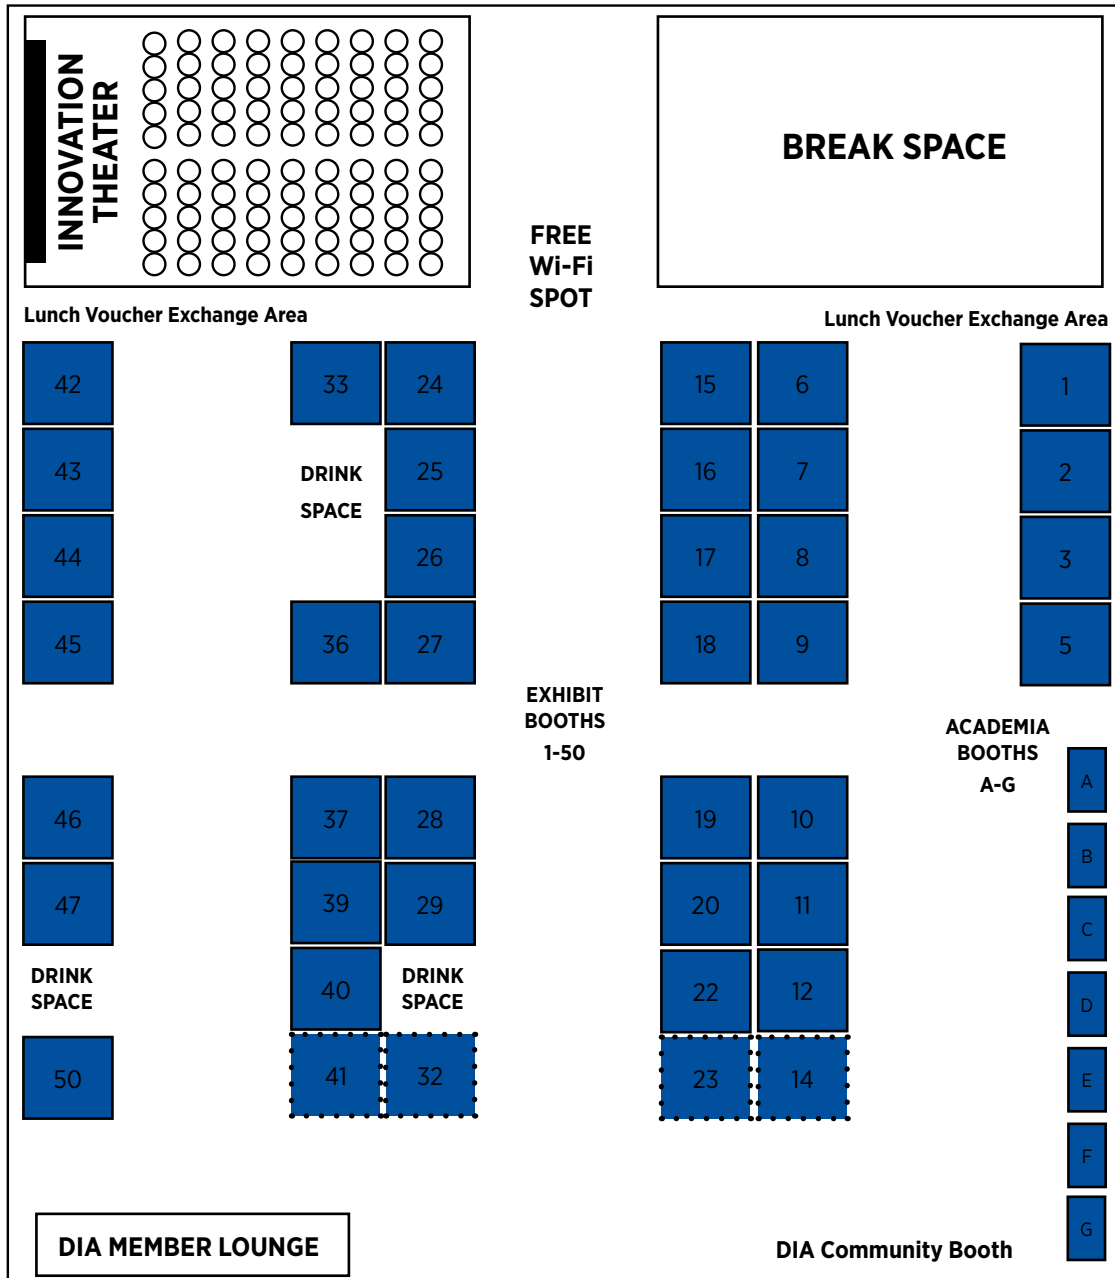 INNOVATION
THEATER
BREAK SPACE
FREE
Wi-Fi
SPOT
Lunch Voucher Exchange Area
Lunch Voucher Exchange Area
42
33
24
15
6
1
43
DRINK
SPACE
25
16
7
2
44
26
17
8
3
45
36
27
18
9
5
EXHIBIT
BOOTHS
1-50
ACADEMIA
BOOTHS
A-G
46
37
28
19
10
A
B
47
39
29
20
11
C
DRINK
SPACE
40
DRINK
SPACE
22
12
D
50
41
32
23
14
E
F
G
DIA MEMBER LOUNGE
DIA Community Booth